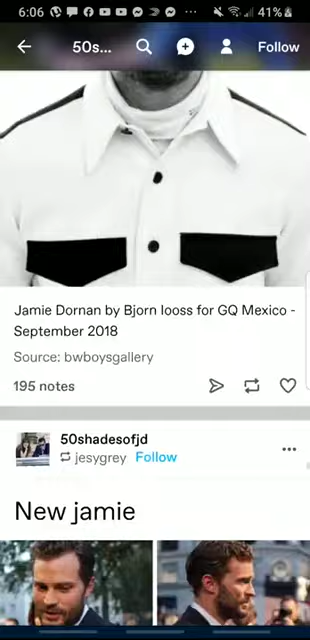 6:06
41%
50s...
Follow
Jamie Dornan by Bjorn Iooss for GQ Mexico -
September 2018
Source: bwboysgallery
195 notes
50shadesofjd
jesygrey Follow
New jamie